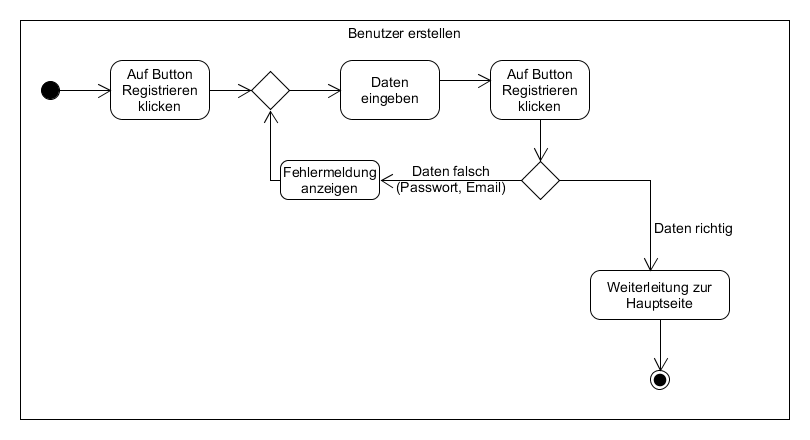 Benutzer erstellen
Auf Button
Registrieren
klicken
Daten
eingeben
Auf Button
Registrieren
klicken
Fehlermeldung
anzeigen
Daten falsch
(Passwort, Email)
Daten richtig
Weiterleitung zur
Hauptseite